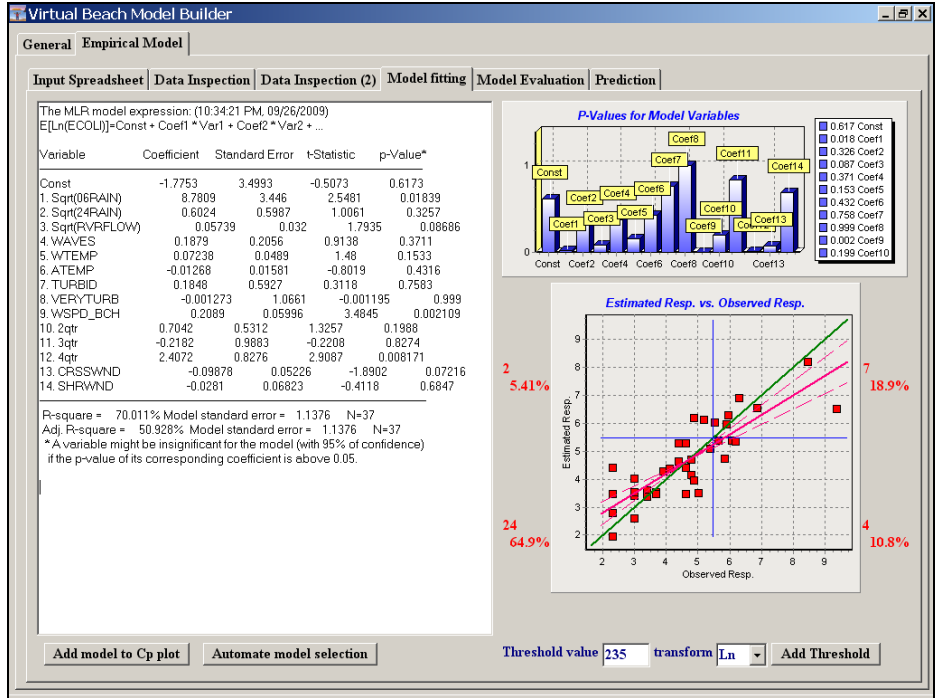 Virtual Beach Model Builder
General Empirical Model
Input Spreadsheet Data Inspection Data Inspection (2) Model fitting Model Evaluation Prediction
The MLR model expression: (10:34:21 PM, 09/26/2009)
E[Ln(ECOLI)]=Const + Coef1 * Var1 + Coef2 * Var2 + ...
Variable Coefficient Standard Error t-Statistic p-Value*
Const -1.7753 3.4993 -0.5073 0.6173
1. Sqrt(06RAIN) 8.7809 3.446 2.5481 0.01839
2. Sqrt(24RAIN) 0.6024 0.5987 1.0061 0.3257
3. Sqrt(RVRFLOW) 0.05739 0.032 1.7935 0.08686
4. WAVES 0.1879 0.2056 0.9138 0.3711
5. WTEMP 0.07238 0.0489 1.48 0.1533
6. ATEMP -0.01268 0.01581 -0.8019 0.4316
7. TURBID 0.1848 0.5927 0.3118 0.7583
8. VERYTURB -0.001273 1.0661 -0.001195 0.999
9. WSPD_BCH 0.2089 0.05996 3.4845 0.002109
10. 2qtr 0.7042 0.5312 1.3257 0.1988
11. 3qtr -0.2182 0.9883 -0.2208 0.8274
12. 4qtr 2.4072 0.8276 2.9087 0.008171
13. CRSSWND -0.09878 0.05226 -1.8902 0.07216
14. SHRWND -0.0281 0.06823 -0.4118 0.6847
R-square = 70.011% Model standard error = 1.1376 N=37
Adj. R-square = 50.928% Model standard error = 1.1376 N=37
* A variable might be insignificant for the model (with 95% of confidence)
if the p-value of its corresponding coefficient is above 0.05.
P-Values for Model Variables
1
0
Const
Coef1
Coef2
Coef3
Coef4
Coef5
Coef6
Coef7
Coef8
Coef9
Coef10
Coef11
Coef13
Coef14
Const Coef2 Coef4 Coef6 Coef8 Coef10 Coef13
0.617 Const
0.018 Coef1
0.326 Coef2
0.087 Coef3
0.371 Coef4
0.153 Coef5
0.432 Coef6
0.758 Coef7
0.999 Coef8
0.002 Coef9
0.199 Coef10
Estimated Resp. vs. Observed Resp.
Estimated Resp.
9
8
7
6
5
4
3
2
2 3 4 5 6 7 8 9
Observed Resp.
2
5.41%
7
18.9%
24
64.9%
4
10.8%
Add model to Cp plot Automate model selection Threshold value 235 transform Ln Add Threshold